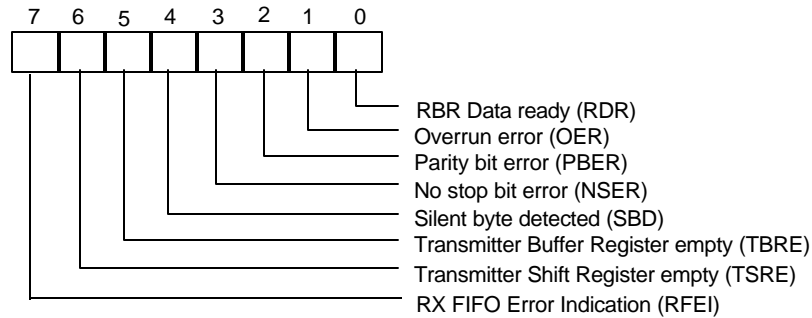 7 6 5 4 3 2 1 0
RBR Data ready (RDR)
Overrun error (OER)
Parity bit error (PBER)
No stop bit error (NSER)
Silent byte detected (SBD)
Transmitter Buffer Register empty (TBRE)
Transmitter Shift Register empty (TSRE)
RX FIFO Error Indication (RFEI)